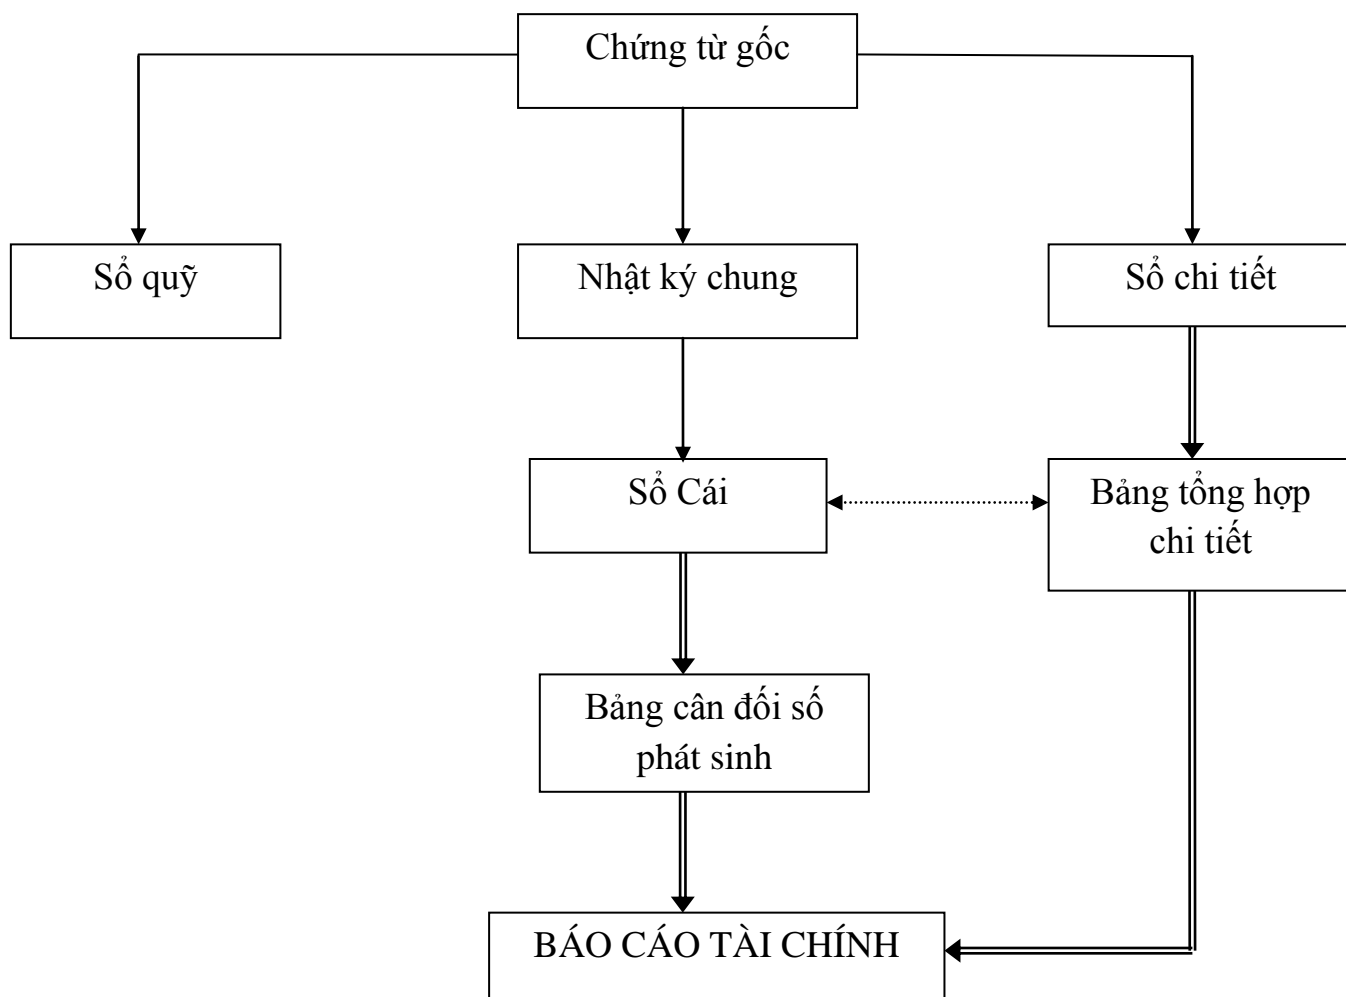 Chứng từ gốc
Sổ quỹ
Nhật ký chung
Sổ chi tiết
Sổ Cái
Bảng tổng hợp
chi tiết
Bảng cân đối số
phát sinh
BÁO CÁO TÀI CHÍNH